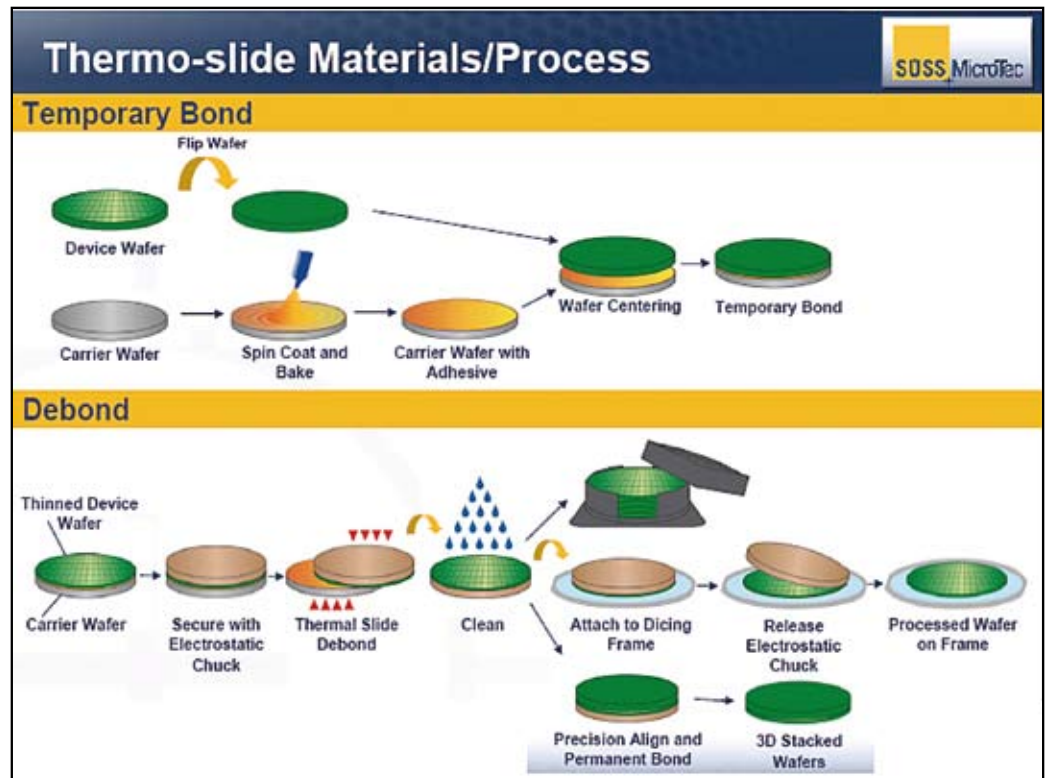 Thermo-slide Materials/Process
SUSS MicroTec
Temporary Bond
Flip Wafer
Device Wafer
Carrier Wafer
Spin Coat and
Bake
Carrier Wafer with
Adhesive
Wafer Centering
Temporary Bond
Debond
Thinned Device
Wafer
Carrier Wafer
Secure with
Electrostatic
Chuck
Thermal Slide
Debond
Clean
Attach to Dicing
Frame
Release
Electrostatic
Chuck
Processed Wafer
on Frame
Precision Align and
Permanent Bond
3D Stacked
Wafers